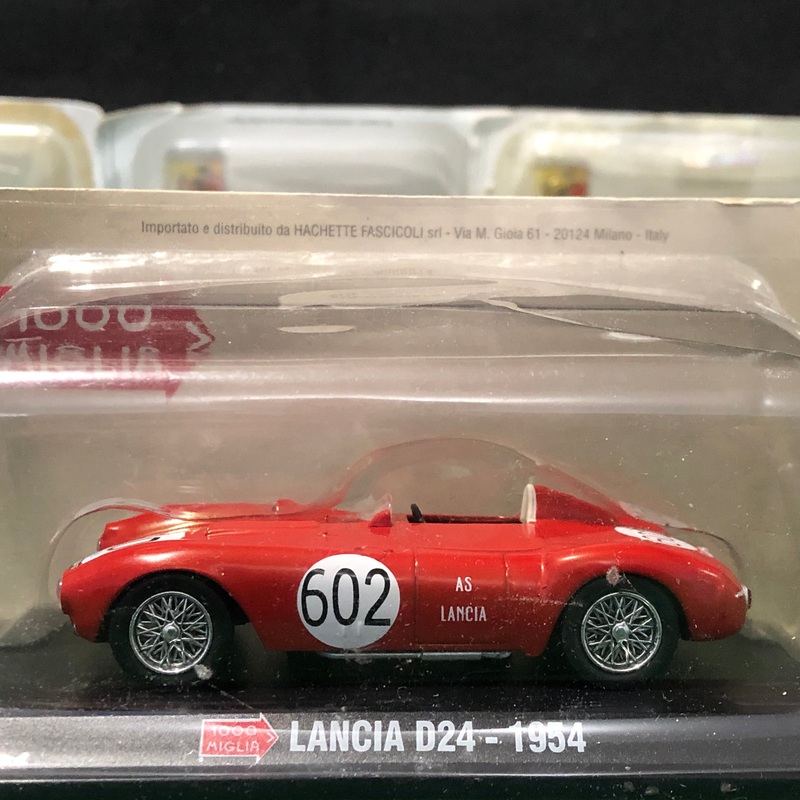 Importato e distribuito da HACHETTE FASCICOLI srl - Via M. Gioia 61 - 20124 Milano - Italy
1000
MIGLIA
602
AS
LANCIA
1000
MIGLIA
LANCIA D24 - 1954